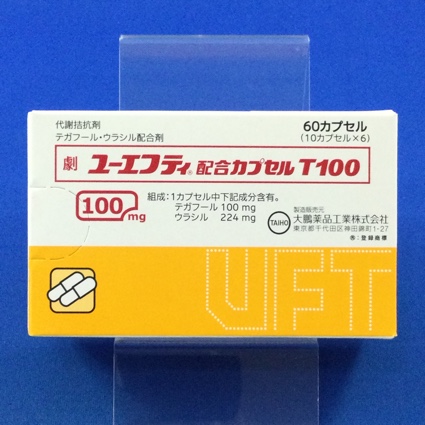 代謝拮抗剤
テガフール・ウラシル配合剤
60カプセル
(10カプセル×6)
劇 ユーエフティ® 配合カプセル T100
100mg
組成:1カプセル中下記成分含有。
テガフール 100 mg
ウラシル 224 mg
TAIHO
製造販売元
大鵬薬品工業株式会社
東京都千代田区神田錦町1-27
®:登録商標
UFT